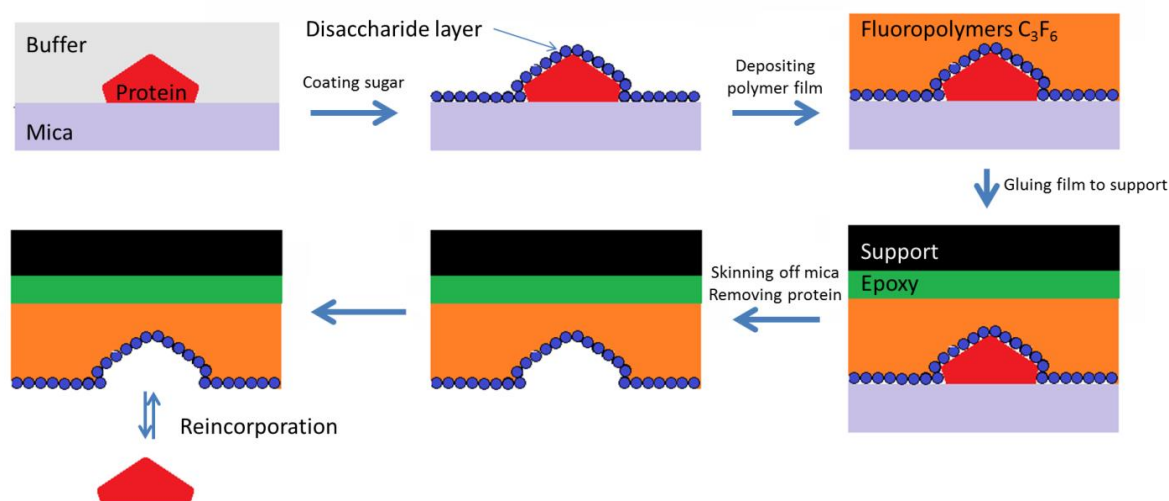 Buffer
Protein
Mica
Coating sugar
Disaccharide layer
Depositing
polymer film
Fluoropolymers C₃F₆
Gluing film to support
Support
Epoxy
Skinning off mica
Removing protein
Reincorporation